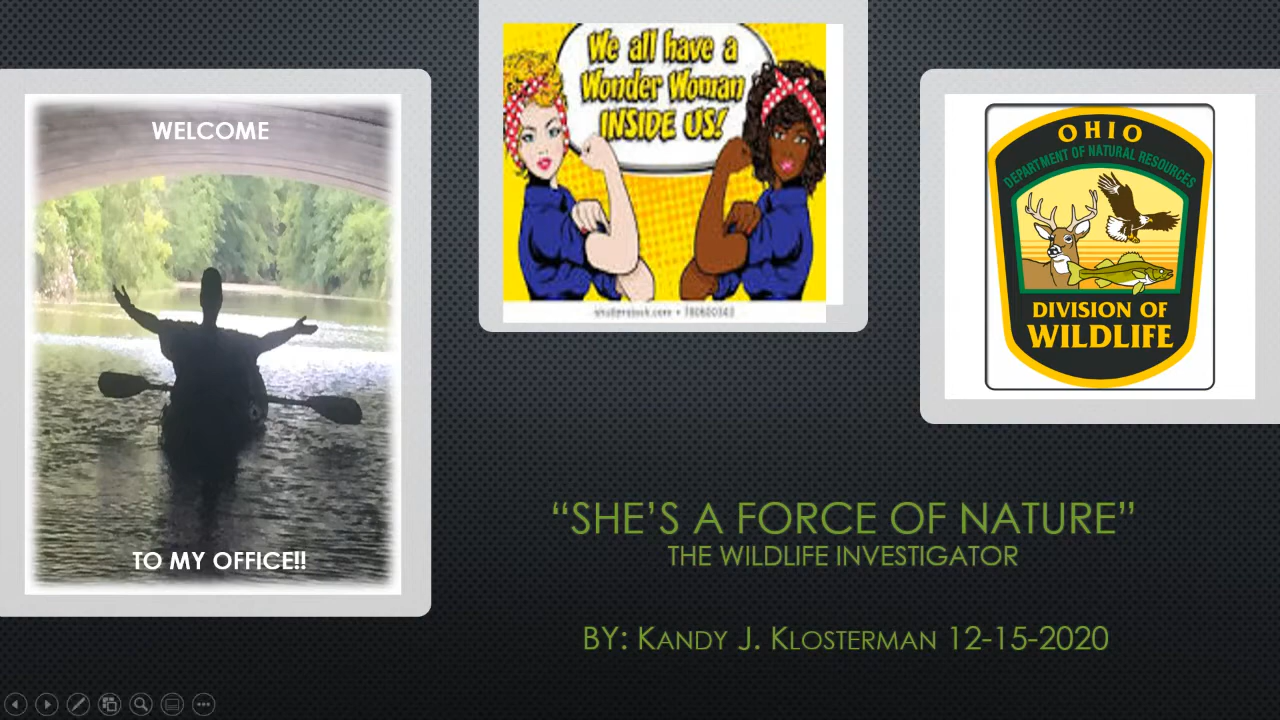 WELCOME
TO MY OFFICE!!
We all have a
Wonder Woman
INSIDE US!
OHIO
DEPARTMENT OF NATURAL RESOURCES
DIVISION OF
WILDLIFE
“SHE’S A FORCE OF NATURE”
THE WILDLIFE INVESTIGATOR
BY: KANDY J. KLOSTERMAN 12-15-2020